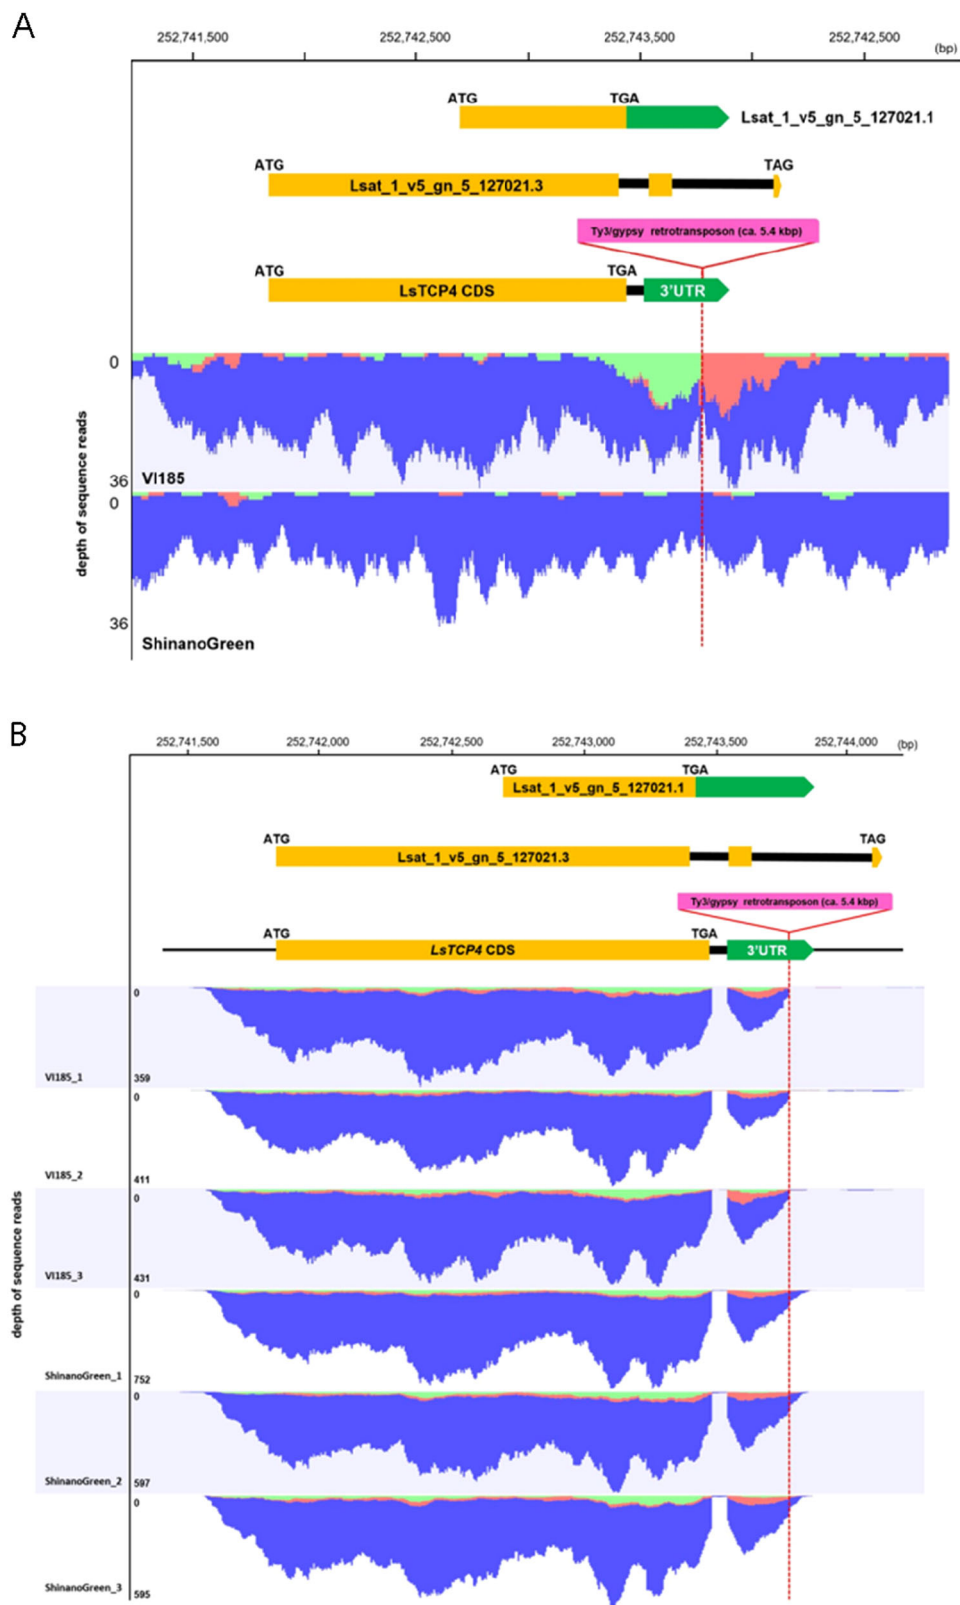 A
252,741,500 252,742,500 252,743,500 252,742,500
(bp)
ATG TGA
Lsat_1_v5_gn_5_127021.1
ATG TAG
Lsat_1_v5_gn_5_127021.3
Ty3/gypsy retrotransposon (ca. 5.4 kbp)
ATG TGA
LsTCP4 CDS 3'UTR
0
depth of sequence reads
36
VI185
0
36
ShinanoGreen
B
252,741,500 252,742,000 252,742,500 252,743,000 252,743,500 252,744,000 (bp)
ATG TGA
Lsat_1_v5_gn_5_127021.1
ATG TAG
Lsat_1_v5_gn_5_127021.3
Ty3/gypsy retrotransposon (ca. 5.4 kbp)
ATG TGA
LsTCP4 CDS 3'UTR
0
VI185_1 359
0
VI185_2 411
0
depth of sequence reads
VI185_3 431
0
ShinanoGreen_1 752
0
ShinanoGreen_2 597
0
ShinanoGreen_3 595